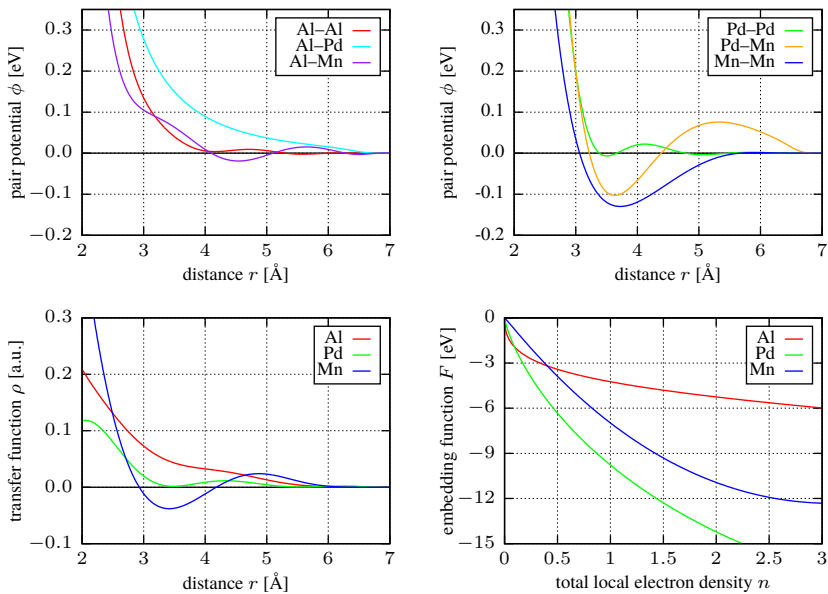 pair potential ϕ [eV]
0.3
0.2
0.1
0.0
−0.1
−0.2
2 3 4 5 6 7
distance r [Å]
Al–Al
Al–Pd
Al–Mn
pair potential ϕ [eV]
0.3
0.2
0.1
0.0
-0.1
-0.2
2 3 4 5 6 7
distance r [Å]
Pd–Pd
Pd–Mn
Mn–Mn
transfer function ρ [a.u.]
0.3
0.2
0.1
0.0
−0.1
2 3 4 5 6 7
distance r [Å]
Al
Pd
Mn
embedding function F [eV]
0
−3
−6
−9
−12
−15
0 0.5 1 1.5 2 2.5 3
total local electron density n
Al
Pd
Mn